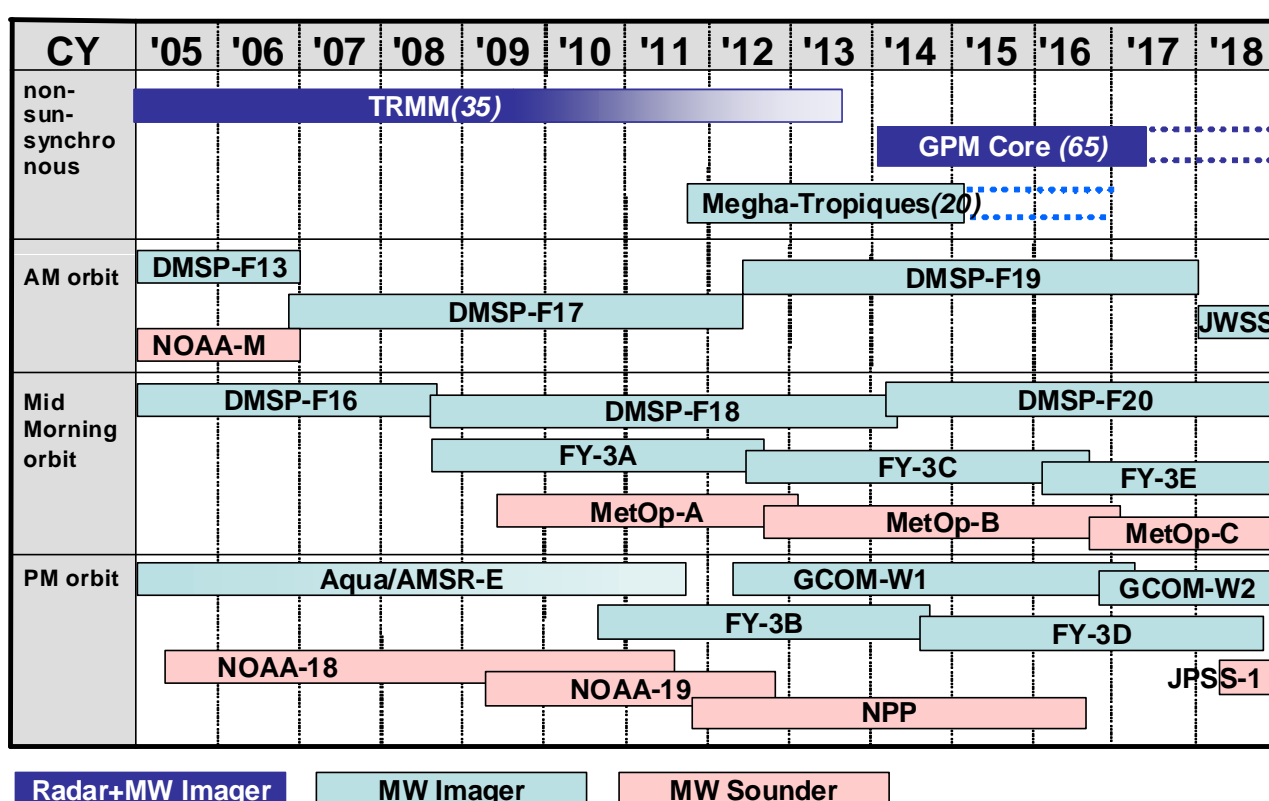 CY '05 '06 '07 '08 '09 '10 '11 '12 '13 '14 '15 '16 '17 '18
non-
sun-
synchro
nous
TRMM(35)
GPM Core (65)
Megha-Tropiques(20)
AM orbit
DMSP-F13
DMSP-F19
DMSP-F17
JWSS
NOAA-M
Mid
Morning
orbit
DMSP-F16
DMSP-F18
DMSP-F20
FY-3A
FY-3C
FY-3E
MetOp-A
MetOp-B
MetOp-C
PM orbit
Aqua/AMSR-E
GCOM-W1
GCOM-W2
FY-3B
FY-3D
NOAA-18
NOAA-19
JPSS-1
NPP
Radar+MW Imager
MW Imager
MW Sounder